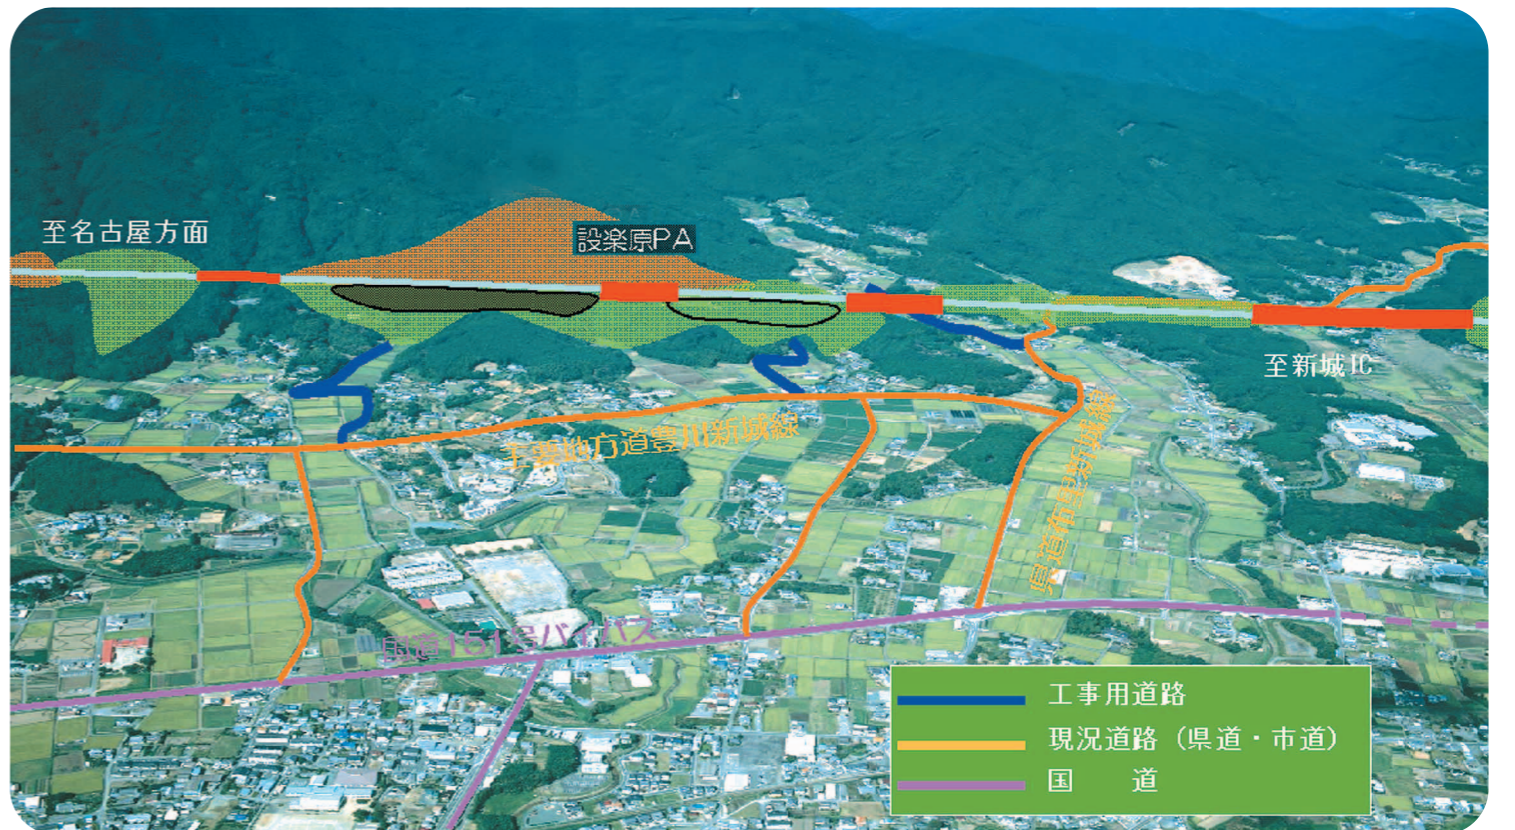 至名古屋方面
設楽原PA
至新城IC
主要地方道豊川新城線
県道布里新城線
国道151号バイパス
工事用道路
現況道路（県道・市道）
国　　道